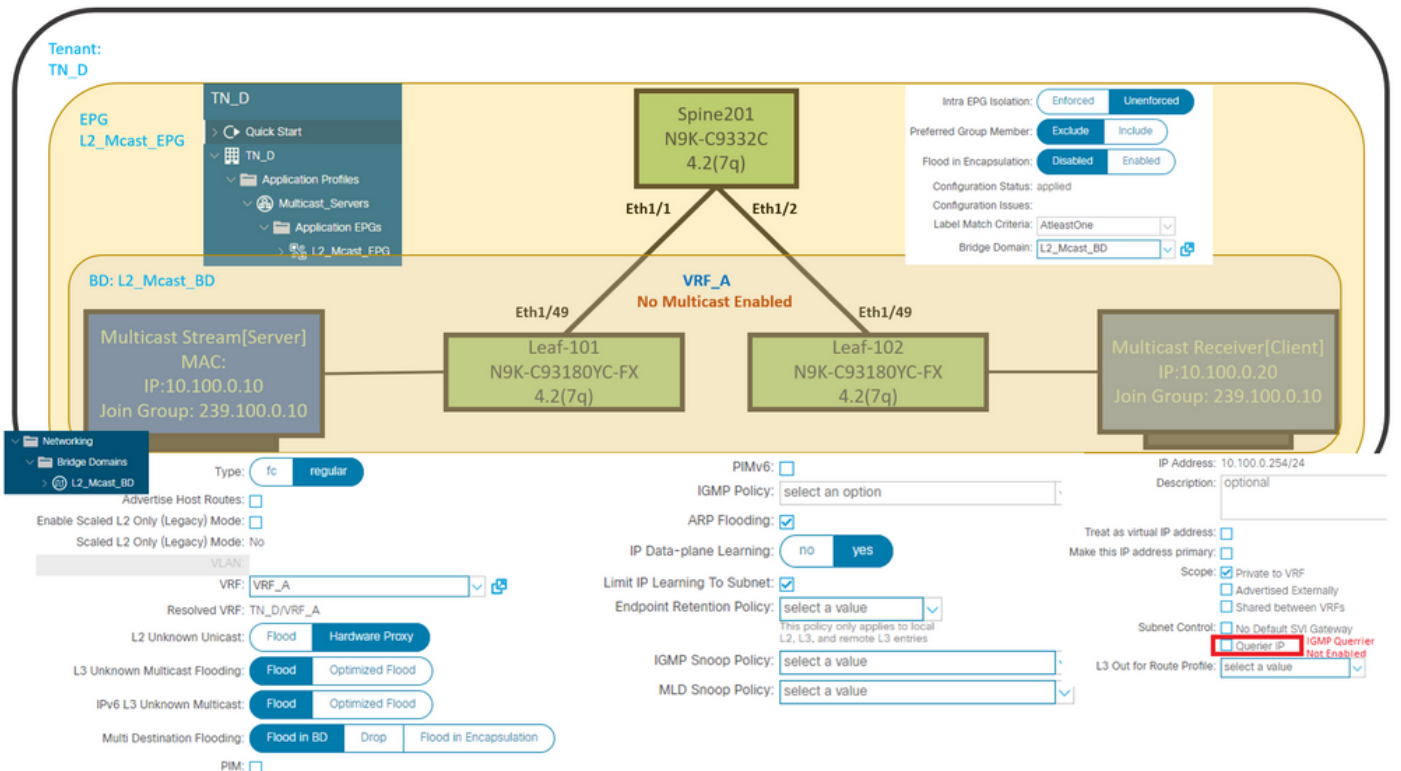 Tenant:
TN_D
EPG
L2_Mcast_EPG
TN_D
Quick Start
TN_D
Application Profiles
Multicast_Servers
Application EPGs
L2_Mcast_EPG
Spine201
N9K-C9332C
4.2(7q)
Eth1/1
Eth1/2
Intra EPG Isolation: Enforced Unenforced
Preferred Group Member: Exclude Include
Flood in Encapsulation: Disabled Enabled
Configuration Status: applied
Configuration Issues:
Label Match Criteria: AtleastOne
Bridge Domain: L2_Mcast_BD
BD: L2_Mcast_BD
VRF_A
No Multicast Enabled
Eth1/49
Eth1/49
Multicast Stream[Server]
MAC:
IP:10.100.0.10
Join Group: 239.100.0.10
Leaf-101
N9K-C93180YC-FX
4.2(7q)
Leaf-102
N9K-C93180YC-FX
4.2(7q)
Multicast Receiver[Client]
IP:10.100.0.20
Join Group: 239.100.0.10
Networking
Bridge Domains
L2_Mcast_BD
Type: fc regular
Advertise Host Routes:
Enable Scaled L2 Only (Legacy) Mode:
Scaled L2 Only (Legacy) Mode: No
VLAN:
VRF: VRF_A
Resolved VRF: TN_D/VRF_A
L2 Unknown Unicast: Flood Hardware Proxy
L3 Unknown Multicast Flooding: Flood Optimized Flood
IPv6 L3 Unknown Multicast: Flood Optimized Flood
Multi Destination Flooding: Flood in BD Drop Flood in Encapsulation
PIM:
PIMv6:
IGMP Policy: select an option
ARP Flooding:
IP Data-plane Learning: no yes
Limit IP Learning To Subnet:
Endpoint Retention Policy: select a value
This policy only applies to local
L2, L3, and remote L3 entries
IGMP Snoop Policy: select a value
MLD Snoop Policy: select a value
IP Address: 10.100.0.254/24
Description: optional
Treat as virtual IP address:
Make this IP address primary:
Scope: Private to VRF
Advertised Externally
Shared between VRFs
Subnet Control: No Default SVI Gateway
Querier IP
IGMP Querrier
Not Enabled
L3 Out for Route Profile: select a value